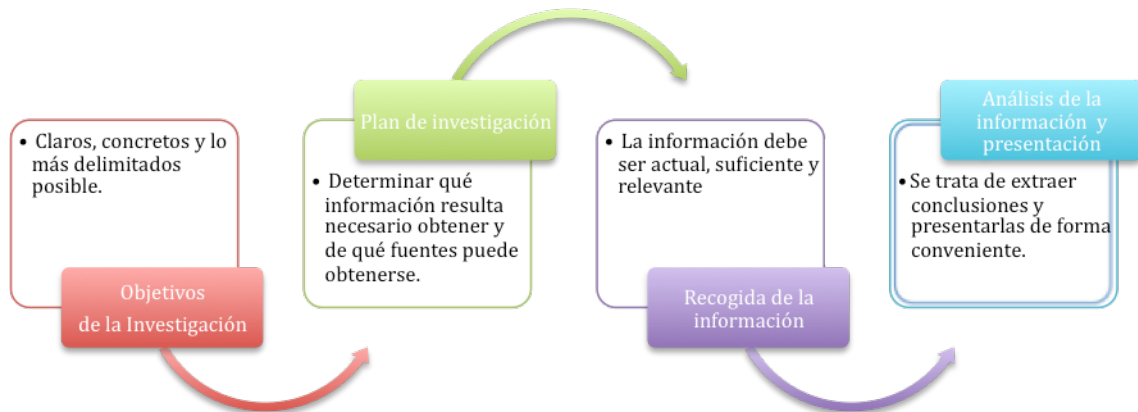 • Claros, concretos y lo
más delimitados
posible.
Objetivos
de la Investigación
Plan de investigación
• Determinar qué
información resulta
necesario obtener y
de qué fuentes puede
obtenerse.
• La información debe
ser actual, suficiente y
relevante
Recogida de la
información
Análisis de la
información y
presentación
• Se trata de extraer
conclusiones y
presentarlas de forma
conveniente.